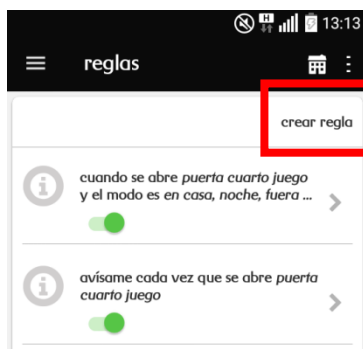 13:13
reglas
crear regla
cuando se abre puerta cuarto juego
y el modo es en casa, noche, fuera ...
avísame cada vez que se abre puerta
cuarto juego